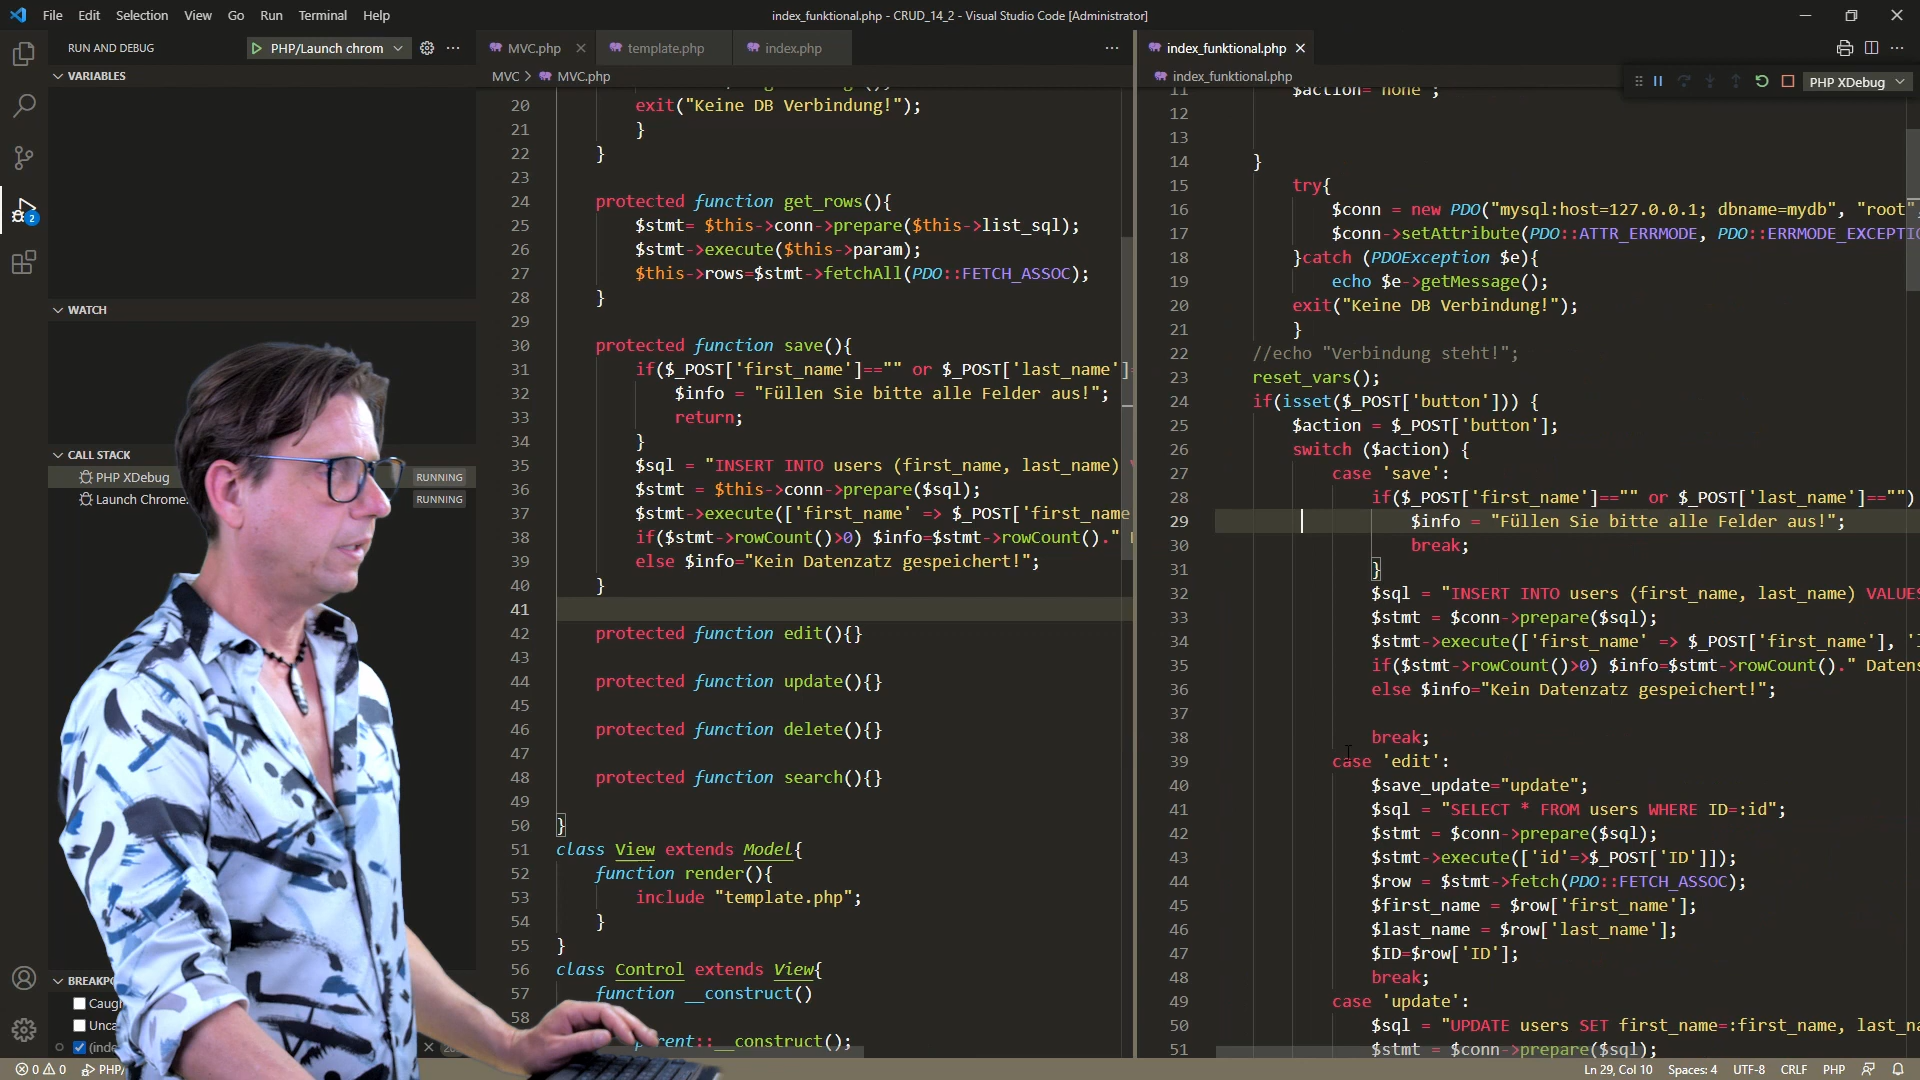 File Edit Selection View Go Run Terminal Help
index_funktional.php - CRUD_14_2 - Visual Studio Code [Administrator]
RUN AND DEBUG
PHP/Launch chrom
VARIABLES
WATCH
CALL STACK
PHP XDebug RUNNING
Launch Chrome. RUNNING
2
MVC.php
template.php
index.php
MVC > MVC.php
20 exit("Keine DB Verbindung!");
21 }
22 }
23
24 protected function get_rows(){
25 $stmt= $this->conn->prepare($this->list_sql);
26 $stmt->execute($this->param);
27 $this->rows=$stmt->fetchAll(PDO::FETCH_ASSOC);
28 }
29
30 protected function save(){
31 if($_POST['first_name']=="" or $_POST['last_name']=
32 $info = "Füllen Sie bitte alle Felder aus!";
33 return;
34 }
35 $sql = "INSERT INTO users (first_name, last_name)
36 $stmt = $this->conn->prepare($sql);
37 $stmt->execute(['first_name' => $_POST['first_name
38 if($stmt->rowCount()>0) $info=$stmt->rowCount()."
39 else $info="Kein Datenzatz gespeichert!";
40 }
41
42 protected function edit(){}
43
44 protected function update(){}
45
46 protected function delete(){}
47
48 protected function search(){}
49
50 }
51 class View extends Model{
52 function render(){
53 include "template.php";
54 }
55 }
56 class Control extends View{
57 function __construct()
58
parent::__construct();
index_funktional.php
index_funktional.php
PHP XDebug
11 $action="none";
12
13
14 }
15 try{
16 $conn = new PDO("mysql:host=127.0.0.1; dbname=mydb", "root"
17 $conn->setAttribute(PDO::ATTR_ERRMODE, PDO::ERRMODE_EXCEPTIO
18 }catch (PDOException $e){
19 echo $e->getMessage();
20 exit("Keine DB Verbindung!");
21 }
22 //echo "Verbindung steht!";
23 reset_vars();
24 if(isset($_POST['button'])) {
25 $action = $_POST['button'];
26 switch ($action) {
27 case 'save':
28 if($_POST['first_name']=="" or $_POST['last_name']=="")
29 $info = "Füllen Sie bitte alle Felder aus!";
30 break;
31 }
32 $sql = "INSERT INTO users (first_name, last_name) VALUES
33 $stmt = $conn->prepare($sql);
34 $stmt->execute(['first_name' => $_POST['first_name'], '
35 if($stmt->rowCount()>0) $info=$stmt->rowCount()." Datens
36 else $info="Kein Datenzatz gespeichert!";
37
38 break;
39 case 'edit':
40 $save_update="update";
41 $sql = "SELECT * FROM users WHERE ID=:id";
42 $stmt = $conn->prepare($sql);
43 $stmt->execute(['id'=>$_POST['ID']]);
44 $row = $stmt->fetch(PDO::FETCH_ASSOC);
45 $first_name = $row['first_name'];
46 $last_name = $row['last_name'];
47 $ID=$row['ID'];
48 break;
49 case 'update':
50 $sql = "UPDATE users SET first_name=:first_name, last_na
51 $stmt = $conn->prepare($sql);
BREAKPO
Caugh
Unca
(inde
0 0 PHP/
Ln 29, Col 10 Spaces: 4 UTF-8 CRLF PHP